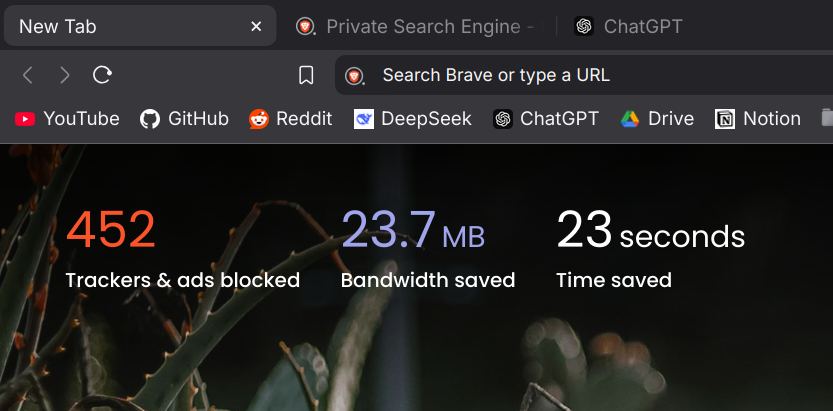 New Tab
Private Search Engine -
ChatGPT
Search Brave or type a URL
YouTube GitHub Reddit DeepSeek ChatGPT Drive Notion
452 23.7 MB 23 seconds
Trackers & ads blocked Bandwidth saved Time saved